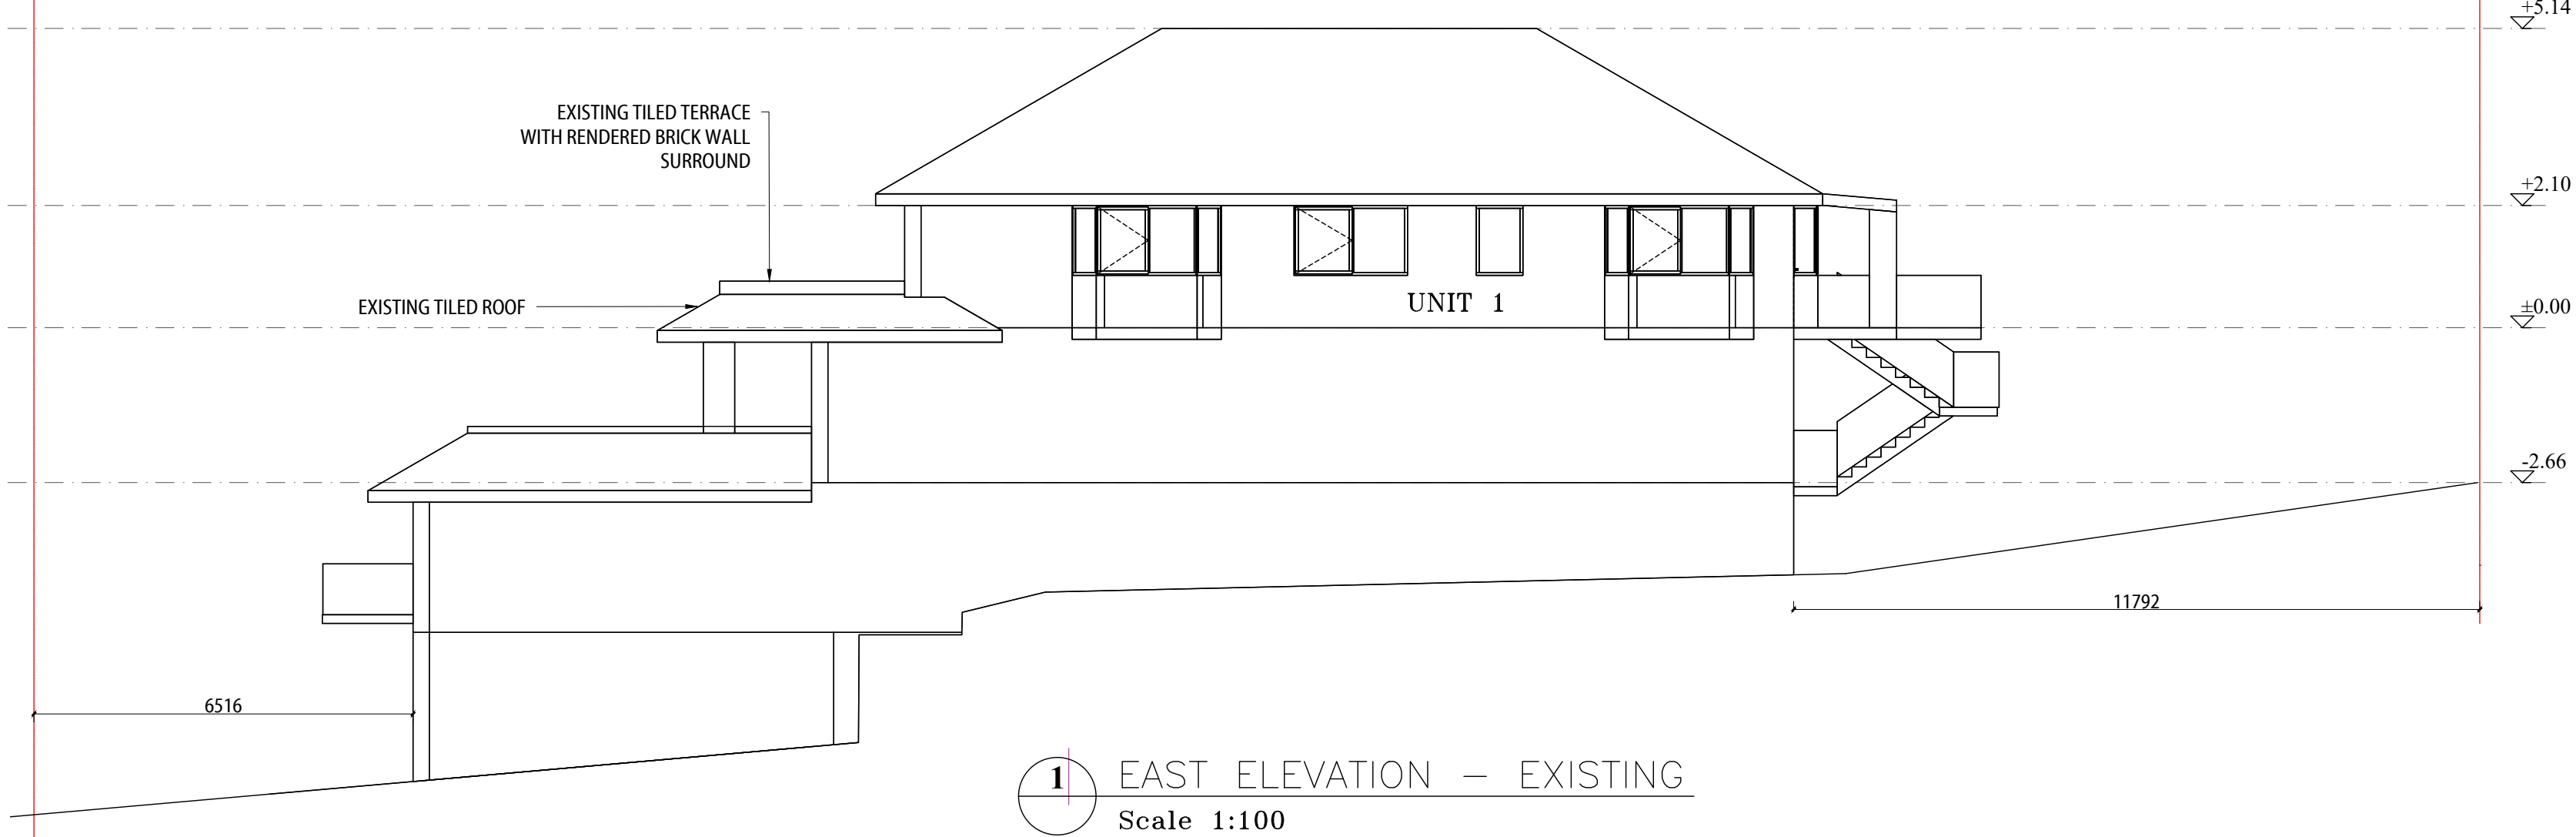 +5.14
EXISTING TILED TERRACE
WITH RENDERED BRICK WALL
SURROUND
+2.10
EXISTING TILED ROOF
UNIT 1
±0.00
-2.66
11792
6516
1
EAST ELEVATION - EXISTING
Scale 1:100